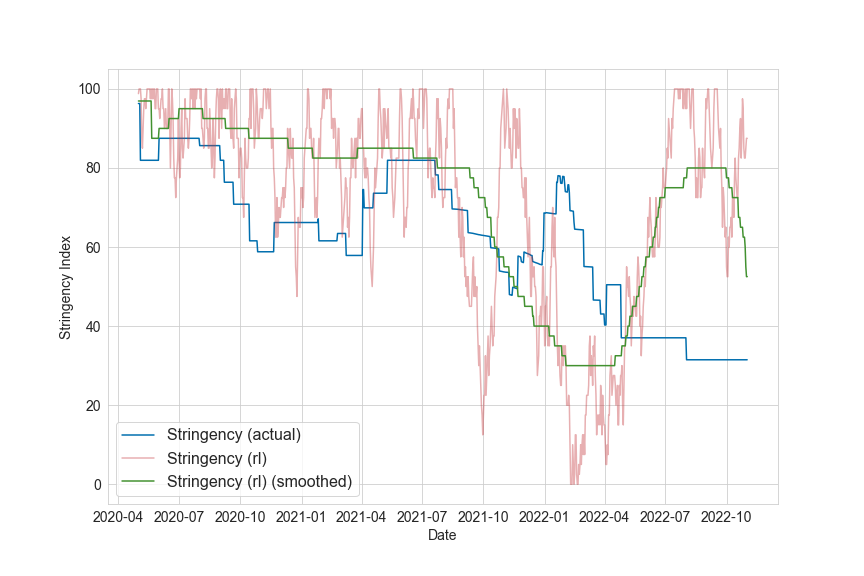 100
80
60
40
20
0
Stringency Index
Stringency (actual)
Stringency (rl)
Stringency (rl) (smoothed)
2020-04 2020-07 2020-10 2021-01 2021-04 2021-07 2021-10 2022-01 2022-04 2022-07 2022-10
Date